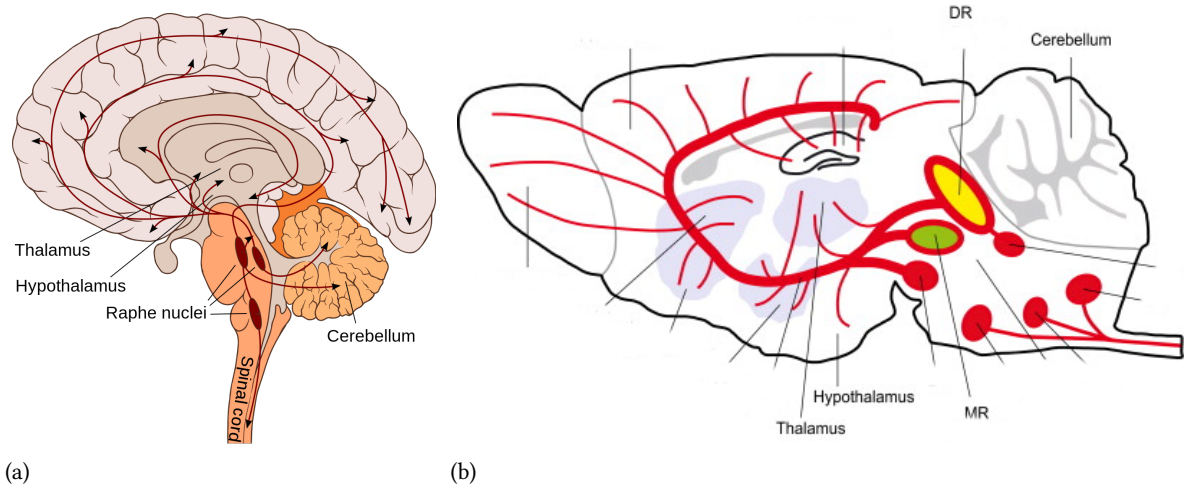 Thalamus
Hypothalamus
Raphe nuclei
Cerebellum
Spinal cord
(a)
DR
Cerebellum
Hypothalamus
MR
Thalamus
(b)